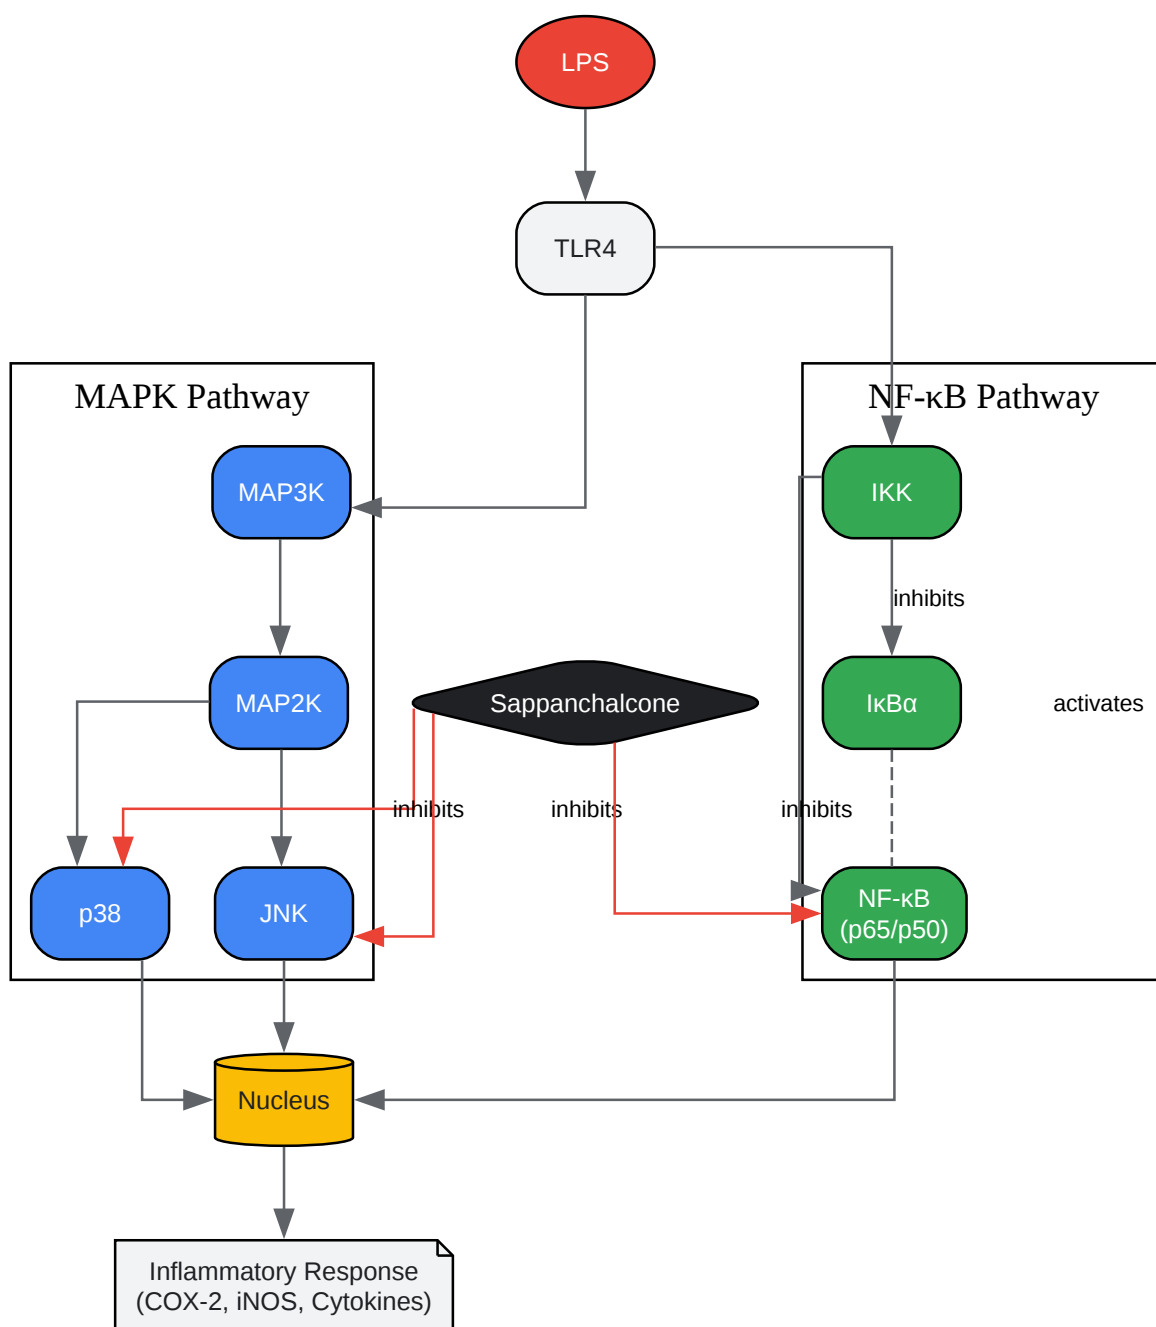 LPS
TLR4
MAPK Pathway
NF-κB Pathway
MAP3K
IKK
inhibits
MAP2K
Sappanchalcone
IκBα
activates
inhibits
inhibits
inhibits
p38
JNK
NF-κB
(p65/p50)
Nucleus
Inflammatory Response
(COX-2, iNOS, Cytokines)